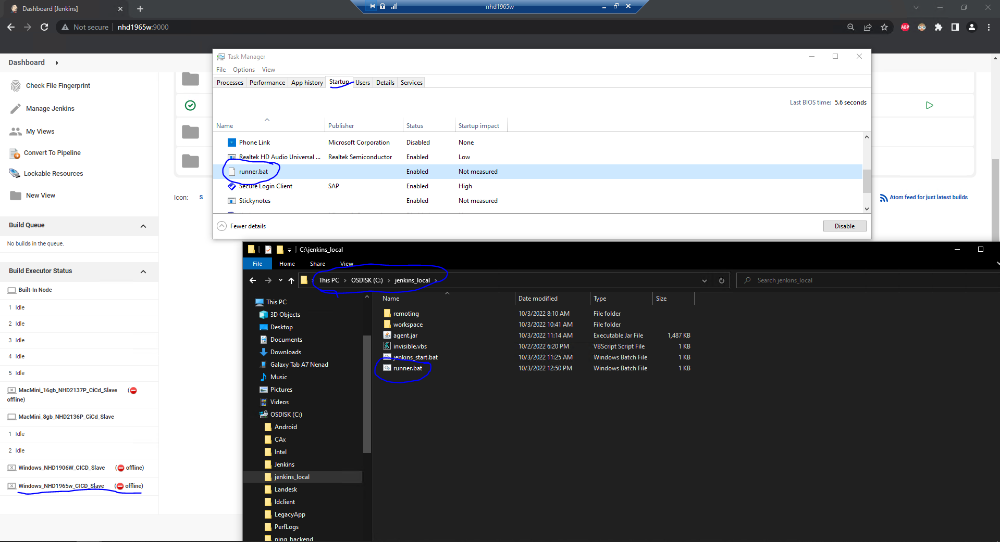 Dashboard [Jenkins]
nhd1965w
Not secure nhd1965w:9000
ABP
Dashboard
Check File Fingerprint
Manage Jenkins
My Views
Convert To Pipeline
Lockable Resources
New View
Icon: S
Atom feed for just latest builds
Build Queue
No builds in the queue.
Build Executor Status
Built-In Node
1 Idle
2 Idle
3 Idle
4 Idle
5 Idle
MacMini_16gb_NHD2137P_CiCd_Slave (
offline)
MacMini_8gb_NHD2136P_CiCd_Slave
1 Idle
2 Idle
Windows_NHD1906W_CICD_Slave ( offline)
Windows_NHD1965w_CICD_Slave ( offline)
Task Manager
File Options View
Processes Performance App history Startup Users Details Services
Last BIOS time: 5.6 seconds
Name Publisher Status Startup impact
Phone Link Microsoft Corporation Disabled None
Realtek HD Audio Universal ... Realtek Semiconductor Enabled Low
runner.bat Enabled Not measured
Secure Login Client SAP Enabled High
Stickynotes Enabled Not measured
Fewer details Disable
C:\jenkins_local
File Home Share View
This PC > OSDISK (C:) > jenkins_local >
Search jenkins_local
This PC
3D Objects
Desktop
Documents
Downloads
Galaxy Tab A7 Nenad
Music
Pictures
Videos
OSDISK (C:)
Android
CAx
Intel
Jenkins
jenkins_local
Landesk
ldclient
LegacyApp
PerfLogs
ping_backend
Name Date modified Type Size
remoting 10/3/2022 8:10 AM File folder
workspace 10/3/2022 10:41 AM File folder
agent.jar 10/3/2022 11:14 AM Executable Jar File 1,487 KB
invisible.vbs 10/2/2022 6:20 PM VBScript Script File 1 KB
jenkins_start.bat 10/3/2022 11:25 AM Windows Batch File 1 KB
runner.bat 10/3/2022 12:50 PM Windows Batch File 1 KB